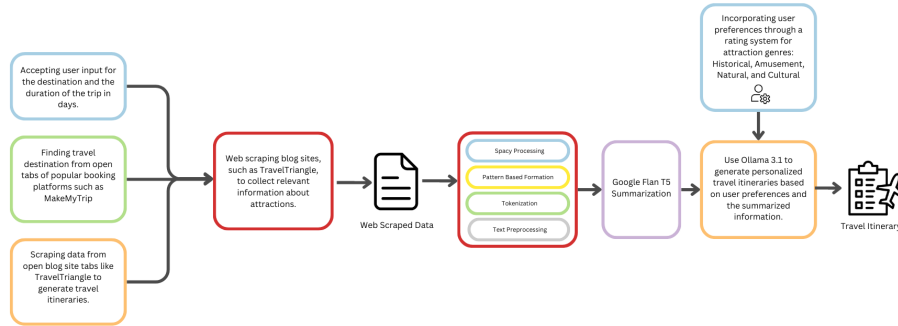 Accepting user input for
the destination and the
duration of the trip in
days.
Finding travel
destination from open
tabs of popular booking
platforms such as
MakeMyTrip
Scraping data from
open blog site tabs like
TravelTriangle to
generate travel
itineraries.
Web scraping blog sites,
such as TravelTriangle,
to collect relevant
information about
attractions.
Web Scraped Data
Spacy Processing
Pattern Based Formation
Tokenization
Text Preprocessing
Google Flan T5
Summarization
Incorporating user
preferences through a
rating system for
attraction genres:
Historical, Amusement,
Natural, and Cultural
Use Ollama 3.1 to
generate personalized
travel itineraries based
on user preferences and
the summarized
information.
Travel Itinerary